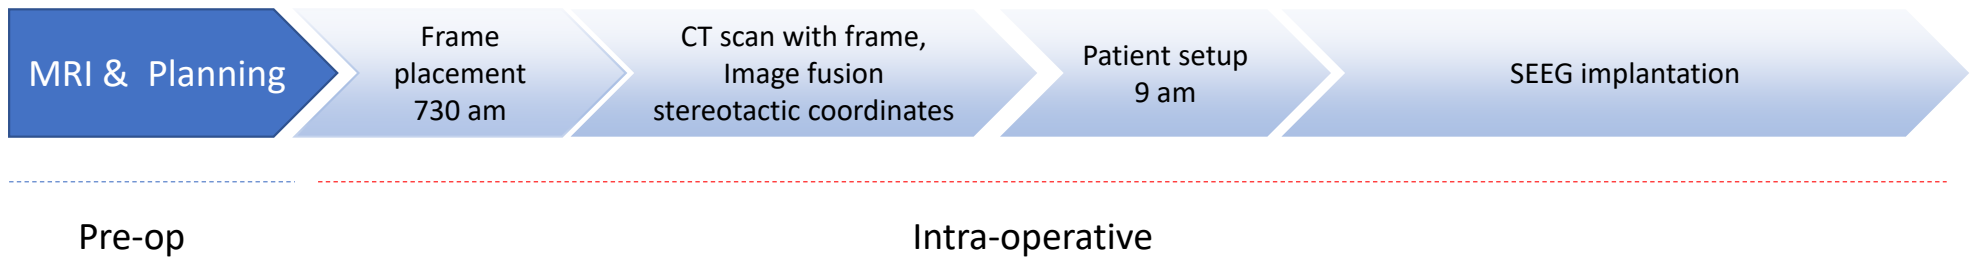 MRI & Planning
Frame
placement
730 am
CT scan with frame,
Image fusion
stereotactic coordinates
Patient setup
9 am
SEEG implantation
Pre-op
Intra-operative